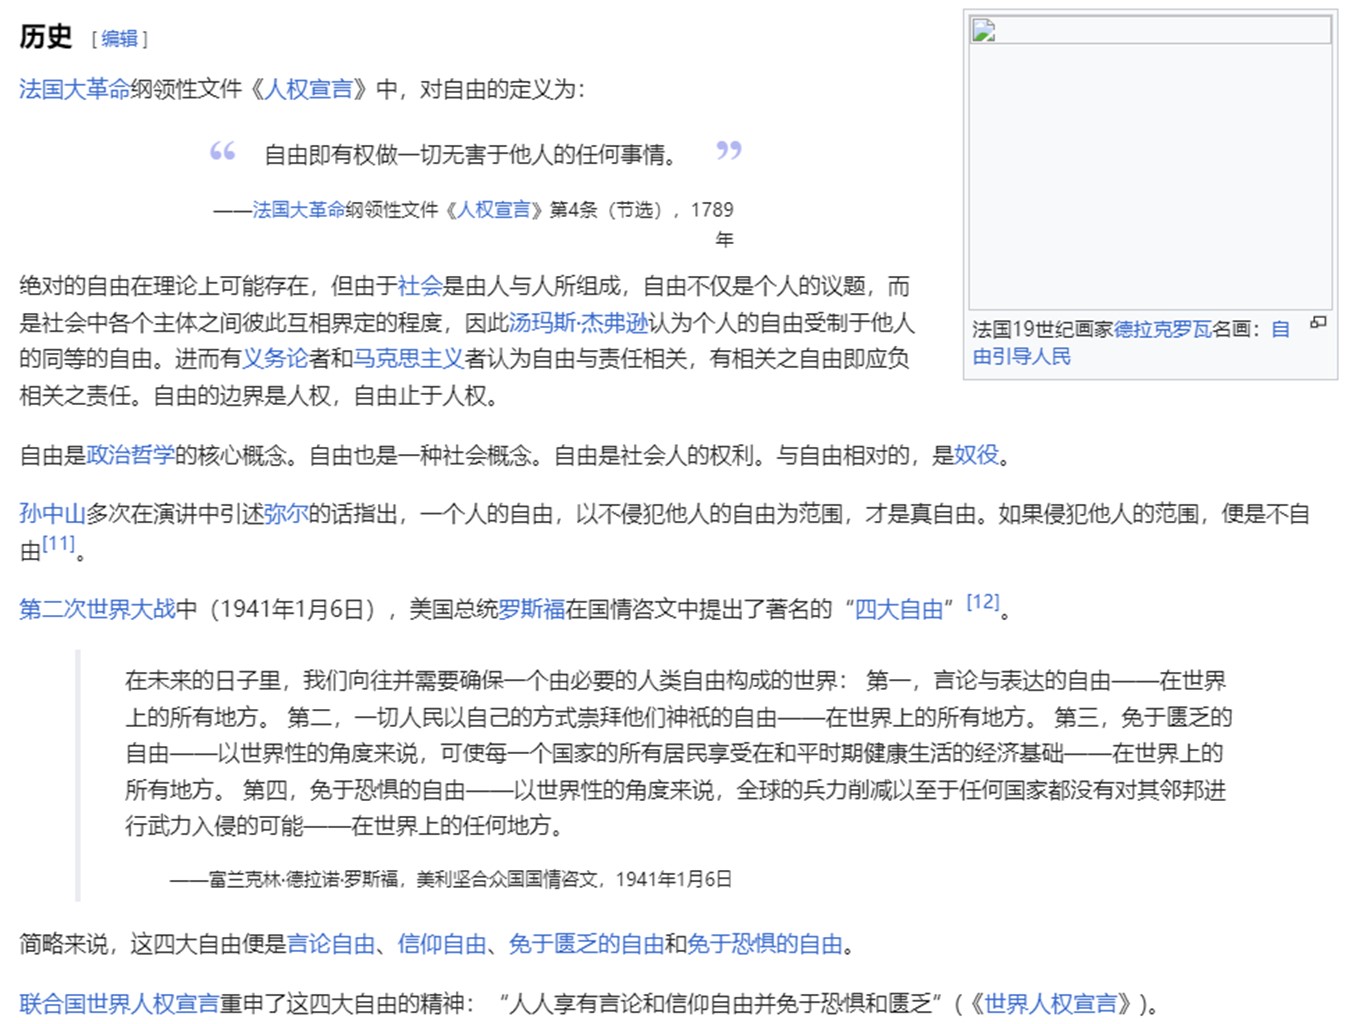 历史 [编辑]
法国大革命纲领性文件《人权宣言》中，对自由的定义为：
“ 自由即有权做一切无害于他人的任何事情。 ”
——法国大革命纲领性文件《人权宣言》第4条（节选），1789
年
绝对的自由在理论上可能存在，但由于社会是由人与人所组成，自由不仅是个人的议题，而
是社会中各个主体之间彼此互相界定的程度，因此汤玛斯·杰弗逊认为个人的自由受制于他人
的同等的自由。进而有义务论者和马克思主义者认为自由与责任相关，有相关之自由即应负
相关之责任。自由的边界是人权，自由止于人权。
法国19世纪画家德拉克罗瓦名画：自
由引导人民
自由是政治哲学的核心概念。自由也是一种社会概念。自由是社会人的权利。与自由相对的，是奴役。
孙中山多次在演讲中引述弥尔的话指出，一个人的自由，以不侵犯他人的自由为范围，才是真自由。如果侵犯他人的范围，便是不自
由[11]。
第二次世界大战中（1941年1月6日），美国总统罗斯福在国情咨文中提出了著名的“四大自由”[12]。
在未来的日子里，我们向往并需要确保一个由必要的人类自由构成的世界： 第一，言论与表达的自由——在世界
上的所有地方。 第二，一切人民以自己的方式崇拜他们神祇的自由——在世界上的所有地方。 第三，免于匮乏的
自由——以世界性的角度来说，可使每一个国家的所有居民享受在和平时期健康生活的经济基础——在世界上的
所有地方。 第四，免于恐惧的自由——以世界性的角度来说，全球的兵力削减以至于任何国家都没有对其邻邦进
行武力入侵的可能——在世界上的任何地方。
——富兰克林·德拉诺·罗斯福，美利坚合众国国情咨文，1941年1月6日
简略来说，这四大自由便是言论自由、信仰自由、免于匮乏的自由和免于恐惧的自由。
联合国世界人权宣言重申了这四大自由的精神： “人人享有言论和信仰自由并免于恐惧和匮乏”(《世界人权宣言》)。